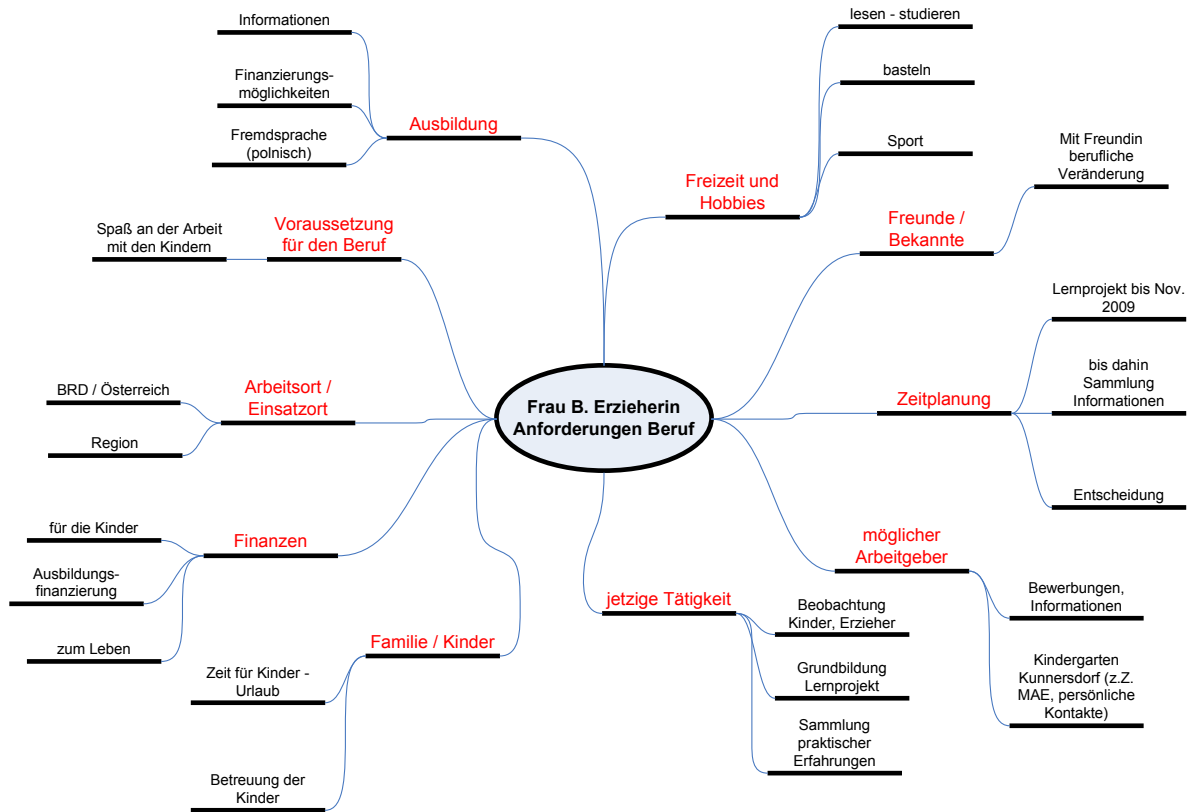 Frau B. Erzieherin
Anforderungen Beruf
Ausbildung
Informationen
Finanzierungs-
möglichkeiten
Fremdsprache
(polnisch)
Voraussetzung
für den Beruf
Spaß an der Arbeit
mit den Kindern
Arbeitsort /
Einsatzort
BRD / Österreich
Region
Finanzen
für die Kinder
Ausbildungs-
finanzierung
zum Leben
Familie / Kinder
Zeit für Kinder -
Urlaub
Betreuung der
Kinder
Freizeit und
Hobbies
lesen - studieren
basteln
Sport
Freunde /
Bekannte
Mit Freundin
berufliche
Veränderung
Zeitplanung
Lernprojekt bis Nov.
2009
bis dahin
Sammlung
Informationen
Entscheidung
möglicher
Arbeitgeber
Bewerbungen,
Informationen
Kindergarten
Kunnersdorf (z.Z.
MAE, persönliche
Kontakte)
jetzige Tätigkeit
Beobachtung
Kinder, Erzieher
Grundbildung
Lernprojekt
Sammlung
praktischer
Erfahrungen